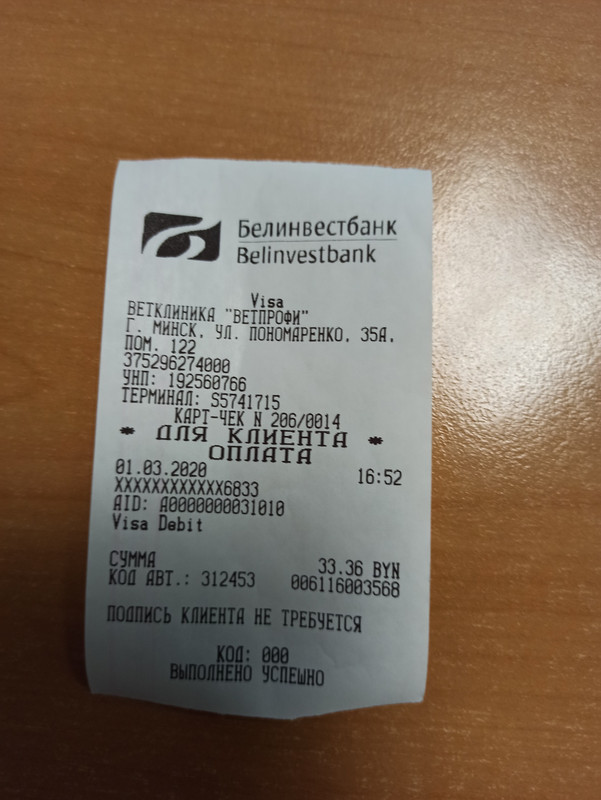 Белинвестбанк
Belinvestbank
Visa
ВЕТКЛИНИКА "ВЕТПРОФИ"
Г. МИНСК, УЛ. ПОНОМАРЕНКО, 35А,
ПОМ. 122
375296274000
УНП: 192560766
ТЕРМИНАЛ: S5741715
КАРТ-ЧЕК N 206/0014
* ДЛЯ КЛИЕНТА *
ОПЛАТА
01.03.2020 16:52
XXXXXXXXXXXX6833
AID: A0000000031010
Visa Debit
СУММА 33.36 BYN
КОД АВТ.: 312453 006116003568
ПОДПИСЬ КЛИЕНТА НЕ ТРЕБУЕТСЯ
КОД: 000
ВЫПОЛНЕНО УСПЕШНО